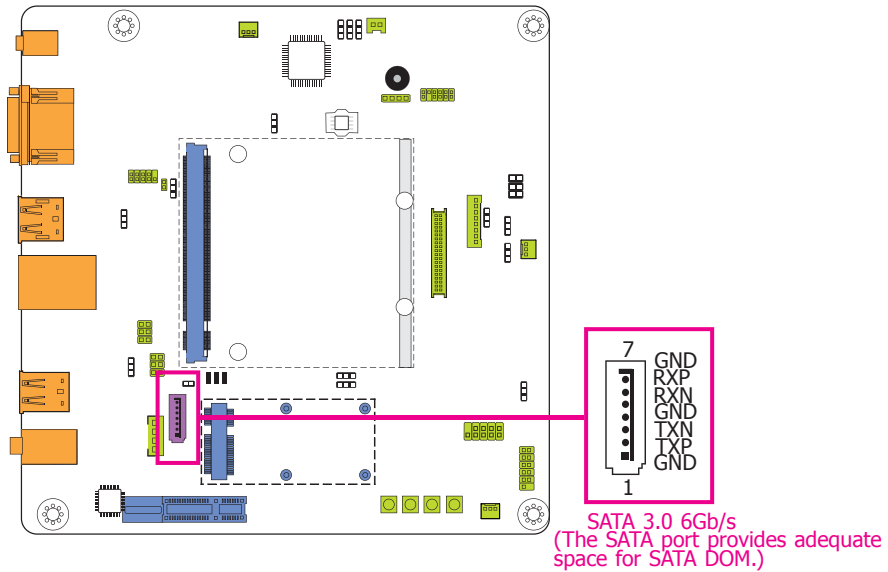 7
GND
RXP
RXN
GND
TXN
TXP
GND
1
SATA 3.0 6Gb/s
(The SATA port provides adequate
space for SATA DOM.)